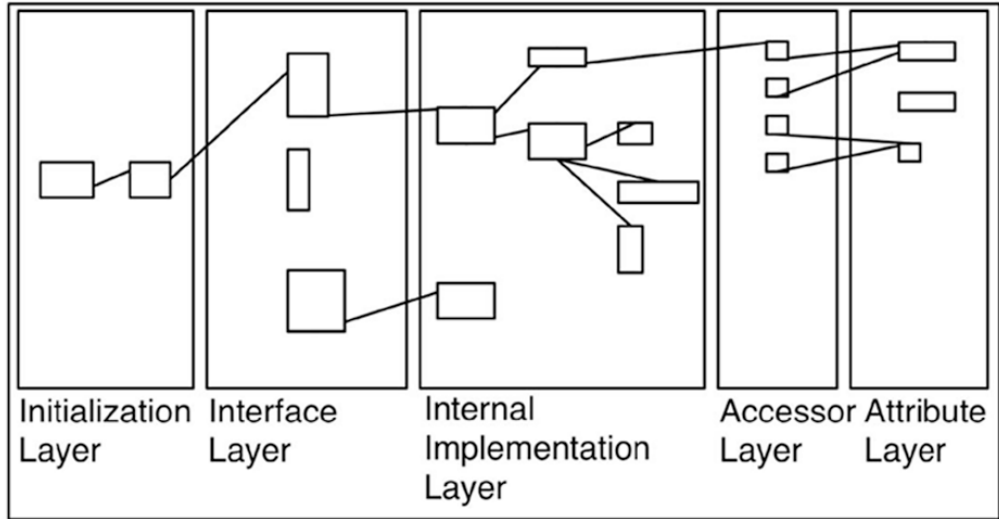 Initialization
Layer
Interface
Layer
Internal
Implementation
Layer
Accessor
Layer
Attribute
Layer